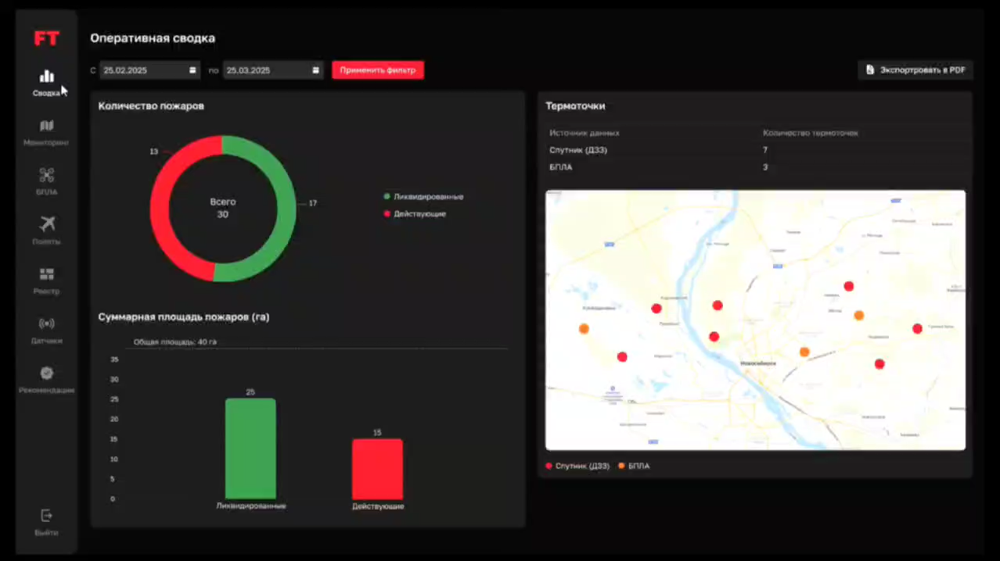 FT
Сводка
Мониторинг
БПЛА
Полеты
Реестр
Датчики
Рекомендации
Выйти
Оперативная сводка
С 25.02.2025 по 25.03.2025 Применить фильтр
Экспортровать в PDF
Количество пожаров
13
Всего
30
17
Ликвидированные
Действующие
Суммарная площадь пожаров (га)
Общая площадь: 40 га
35
30
25
20
15
10
5
0
25
15
Ликвидированные
Действующие
Термоточки
Источник данных Количество термоточек
Спутник (ДЗЗ) 7
БПЛА 3
Новосибирск
Спутник (ДЗЗ) БПЛА